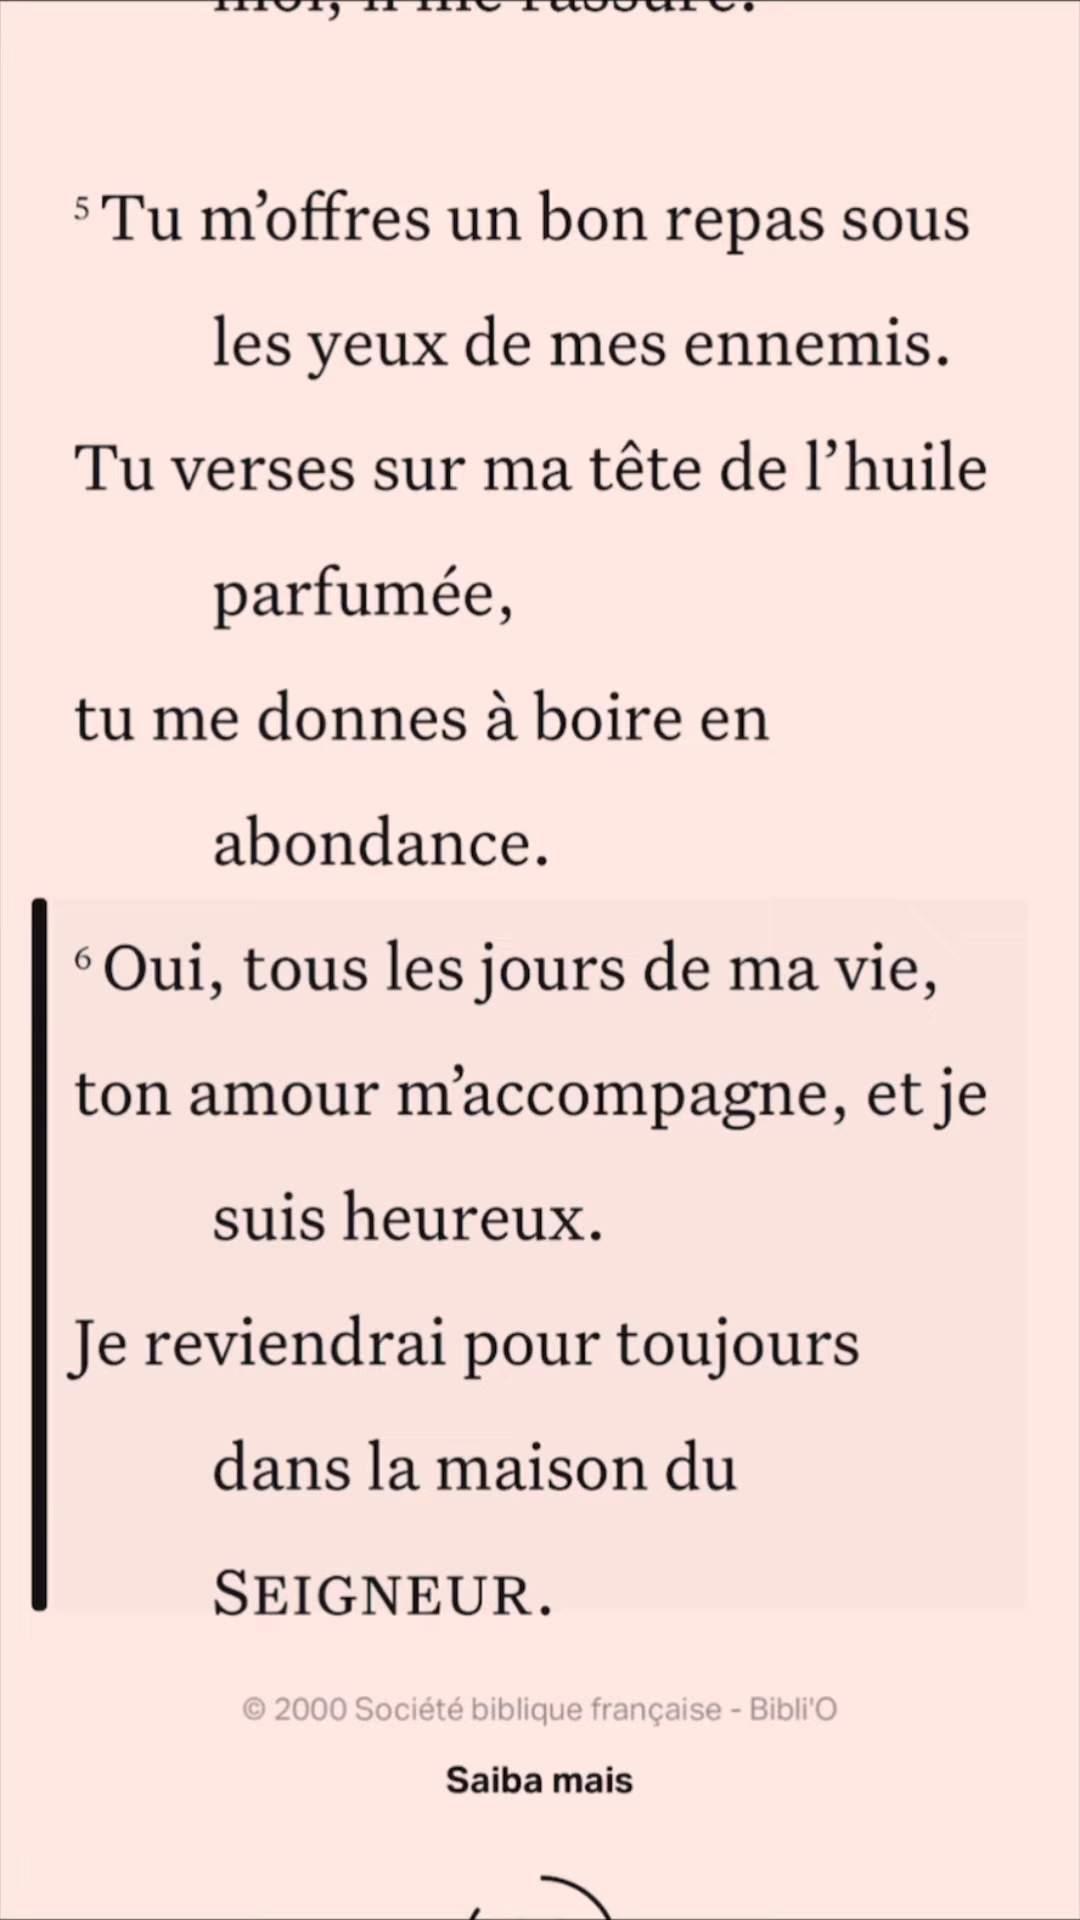 5 Tu m’offres un bon repas sous
les yeux de mes ennemis.
Tu verses sur ma tête de l’huile
parfumée,
tu me donnes à boire en
abondance.
6 Oui, tous les jours de ma vie,
ton amour m’accompagne, et je
suis heureux.
Je reviendrai pour toujours
dans la maison du
SEIGNEUR.
© 2000 Société biblique française - Bibli'O
Saiba mais